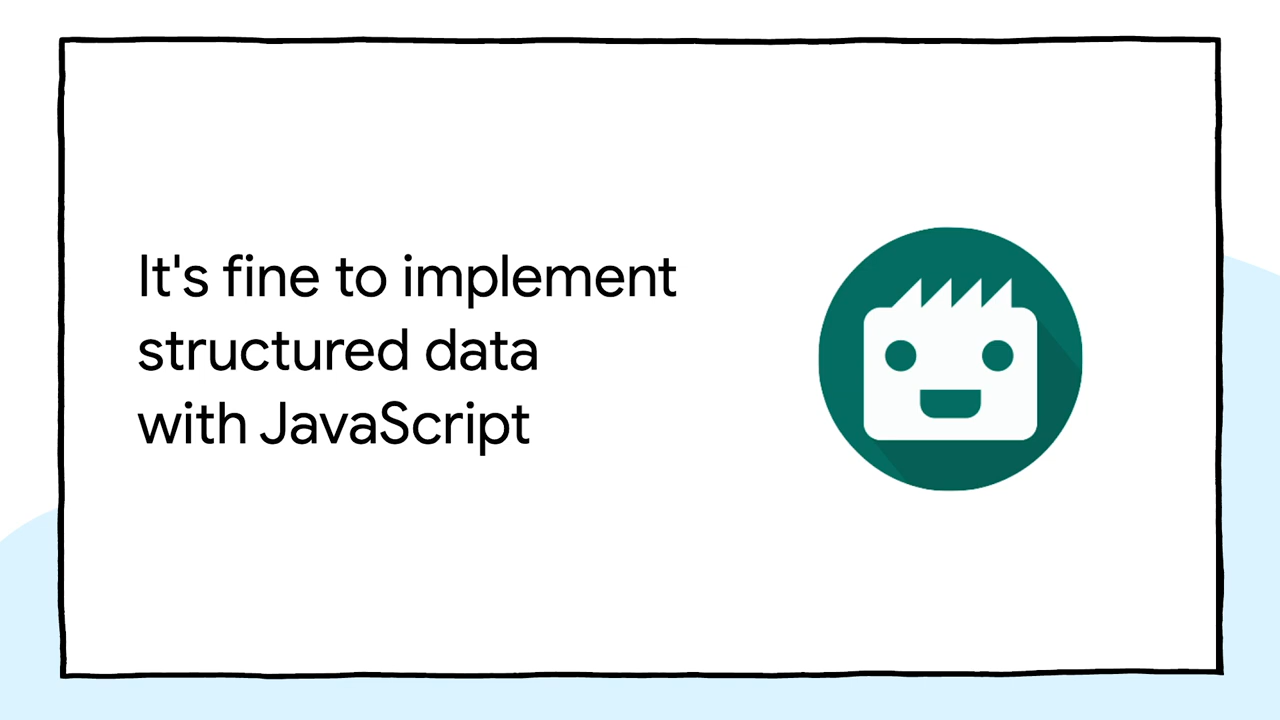 It's fine to implement
structured data
with JavaScript